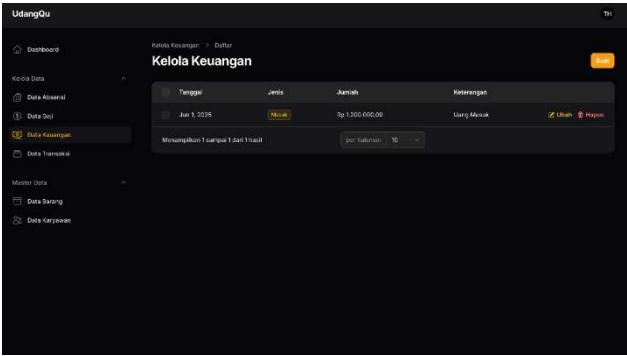 UdangQu
TH
Dashboard
Kelola Data
Data Absensi
Data Gaji
Data Keuangan
Data Transaksi
Master Data
Data Barang
Data Karyawan
Kelola Keuangan > Daftar
Kelola Keuangan
Buat
Tanggal Jenis Jumlah Keterangan
Jun 1, 2025 Masuk Rp 1.200.000,00 Uang Masuk Ubah Hapus
Menampilkan 1 sampai 1 dari 1 hasil
per halaman 10